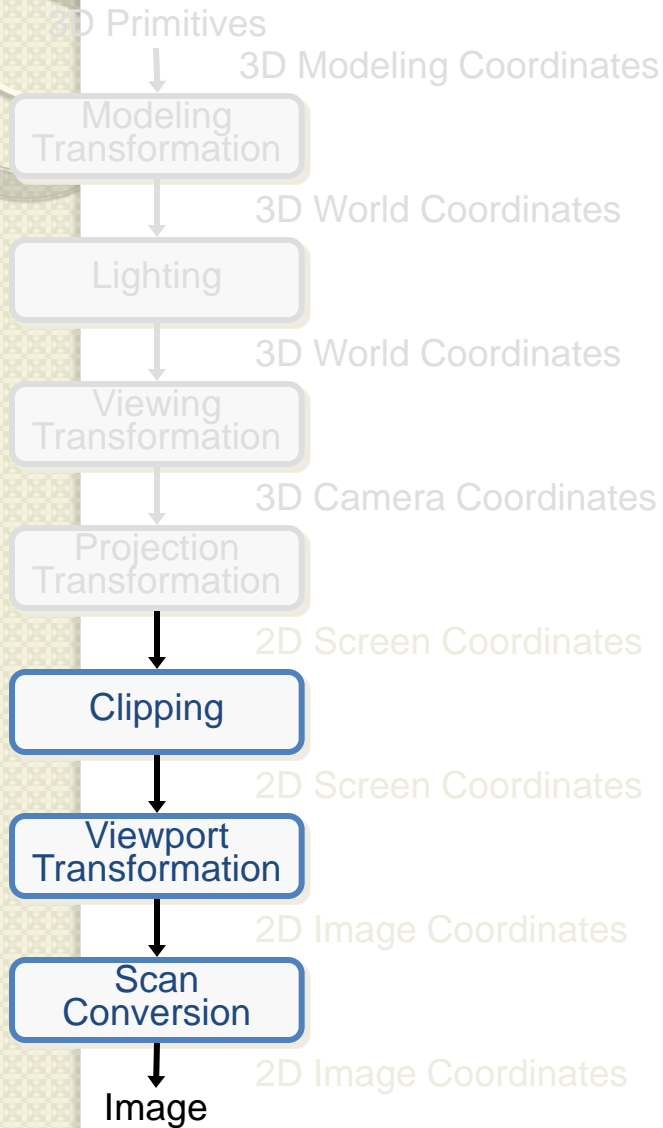 3D Primitives
3D Modeling Coordinates
Modeling
Transformation
3D World Coordinates
Lighting
3D World Coordinates
Viewing
Transformation
3D Camera Coordinates
Projection
Transformation
2D Screen Coordinates
Clipping
2D Screen Coordinates
Viewport
Transformation
2D Image Coordinates
Scan
Conversion
2D Image Coordinates
Image